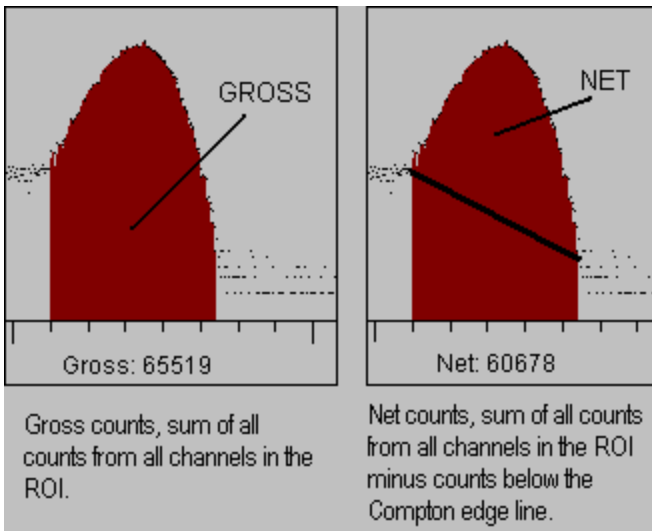 GROSS
Gross: 65519
Gross counts, sum of all
counts from all channels in the
ROI.
NET
Net: 60678
Net counts, sum of all counts
from all channels in the ROI
minus counts below the
Compton edge line.